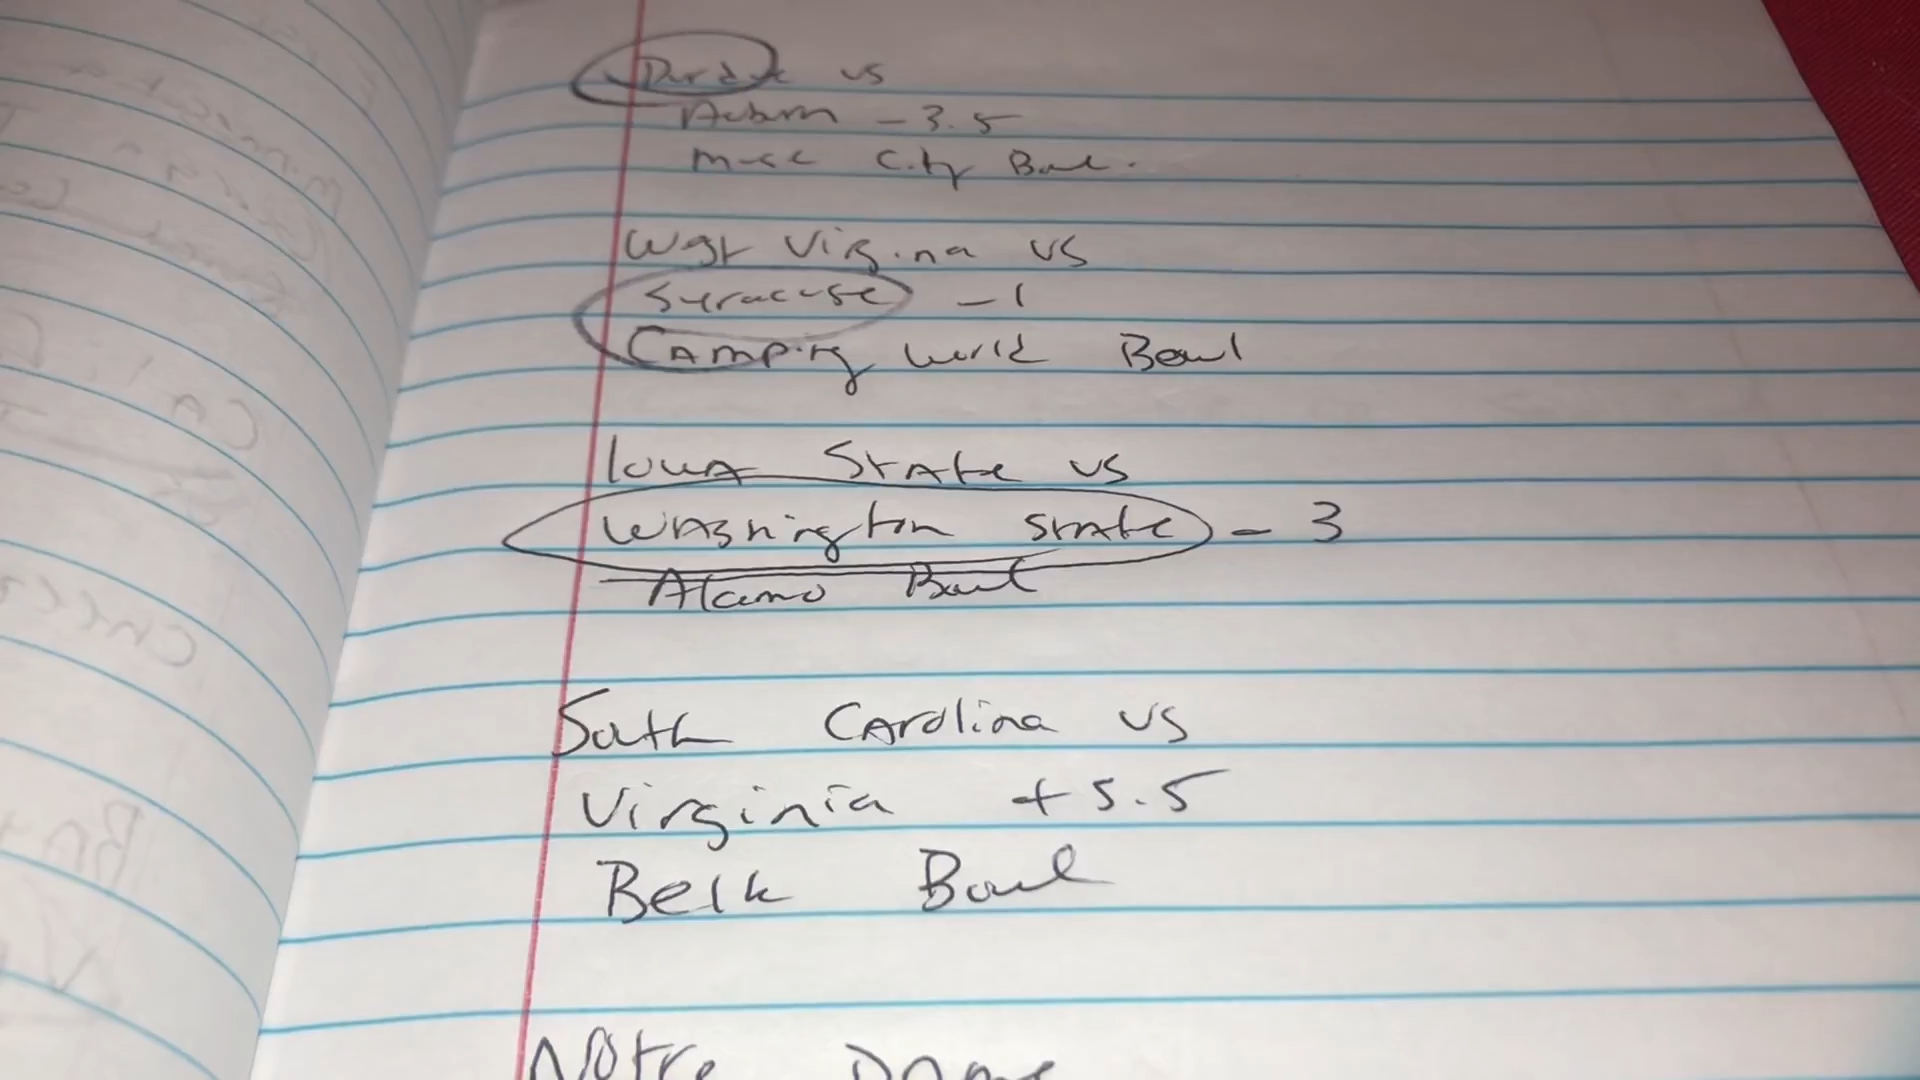 Purdue vs
Auburn -3.5
Music City Bowl.
West Virgina vs
Syracuse -1
Camping World Bowl
Iowa State vs
Washington State - 3
Alamo Bowl
South Carolina vs
Virginia +5.5
Belk Bowl
Notre Dame